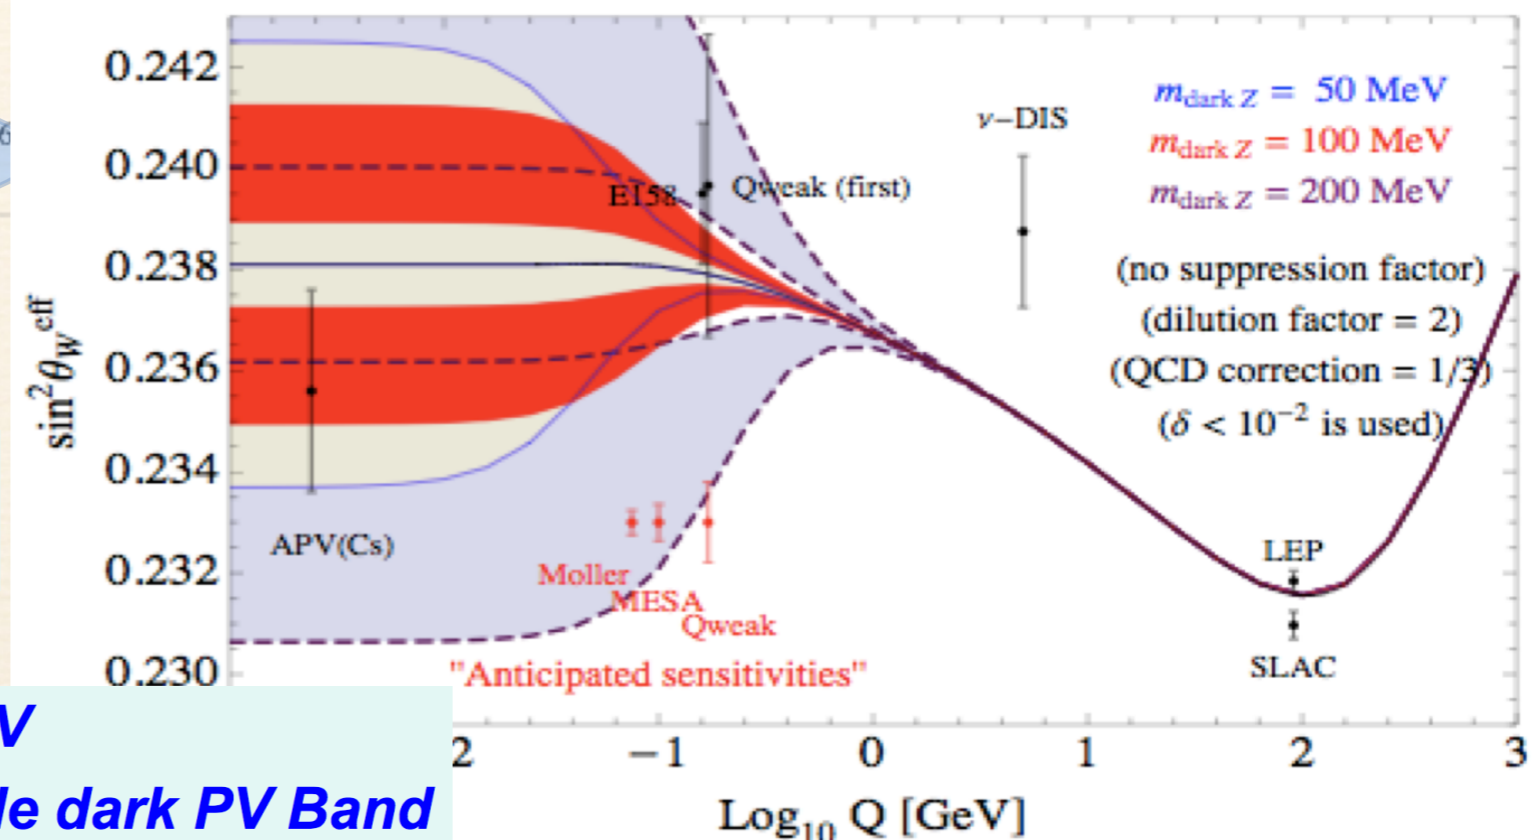 6
0.242
0.240
0.238
0.236
0.234
0.232
0.230
sin²θ_W^eff
m_dark Z = 50 MeV
m_dark Z = 100 MeV
m_dark Z = 200 MeV
ν−DIS
E158
Qweak (first)
(no suppression factor)
(dilution factor = 2)
(QCD correction = 1/3)
(δ < 10⁻² is used)
APV(Cs)
Moller
MESA
Qweak
"Anticipated sensitivities"
LEP
SLAC
2
−1
0
1
2
3
Log₁₀ Q [GeV]
V
dark PV Band